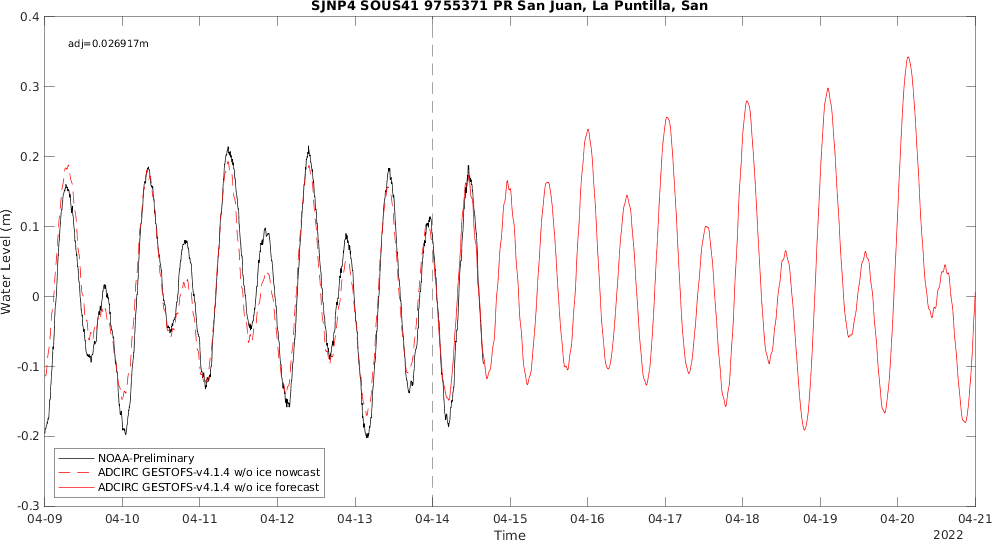 SJNP4 SOUS41 9755371 PR San Juan, La Puntilla, San
adj=0.026917m
0.4
0.3
0.2
0.1
0
-0.1
-0.2
-0.3
Water Level (m)
NOAA-Preliminary
ADCIRC GESTOFS-v4.1.4 w/o ice nowcast
ADCIRC GESTOFS-v4.1.4 w/o ice forecast
04-09 04-10 04-11 04-12 04-13 04-14 04-15 04-16 04-17 04-18 04-19 04-20 04-21
Time
2022